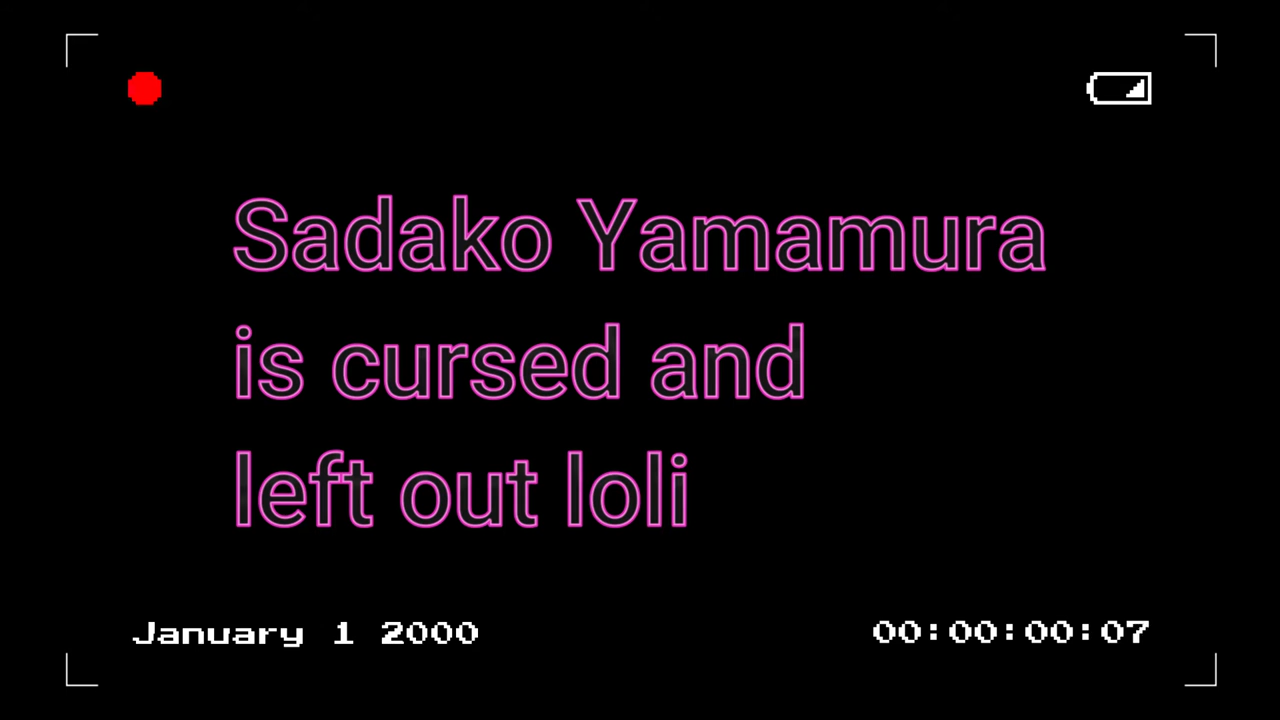 Sadako Yamamura
is cursed and
left out loli
January 1 2000
00:00:00:07